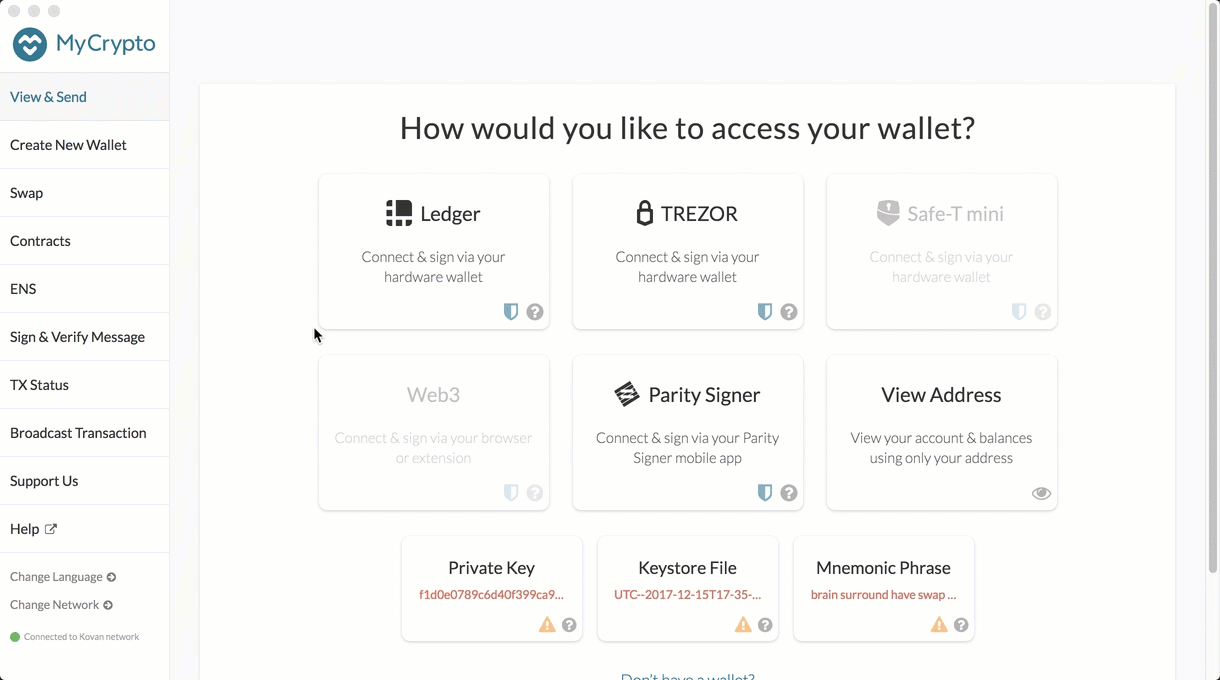 MyCrypto
View & Send
Create New Wallet
Swap
Contracts
ENS
Sign & Verify Message
TX Status
Broadcast Transaction
Support Us
Help
Change Language
Change Network
Connected to Kovan network
How would you like to access your wallet?
Ledger
Connect & sign via your
hardware wallet
TREZOR
Connect & sign via your
hardware wallet
Safe-T mini
Connect & sign via your
hardware wallet
Web3
Connect & sign via your browser
or extension
Parity Signer
Connect & sign via your Parity
Signer mobile app
View Address
View your account & balances
using only your address
Private Key
f1d0e0789c6d40f399ca9...
Keystore File
UTC--2017-12-15T17-35-...
Mnemonic Phrase
brain surround have swap ...
Don't have a wallet?